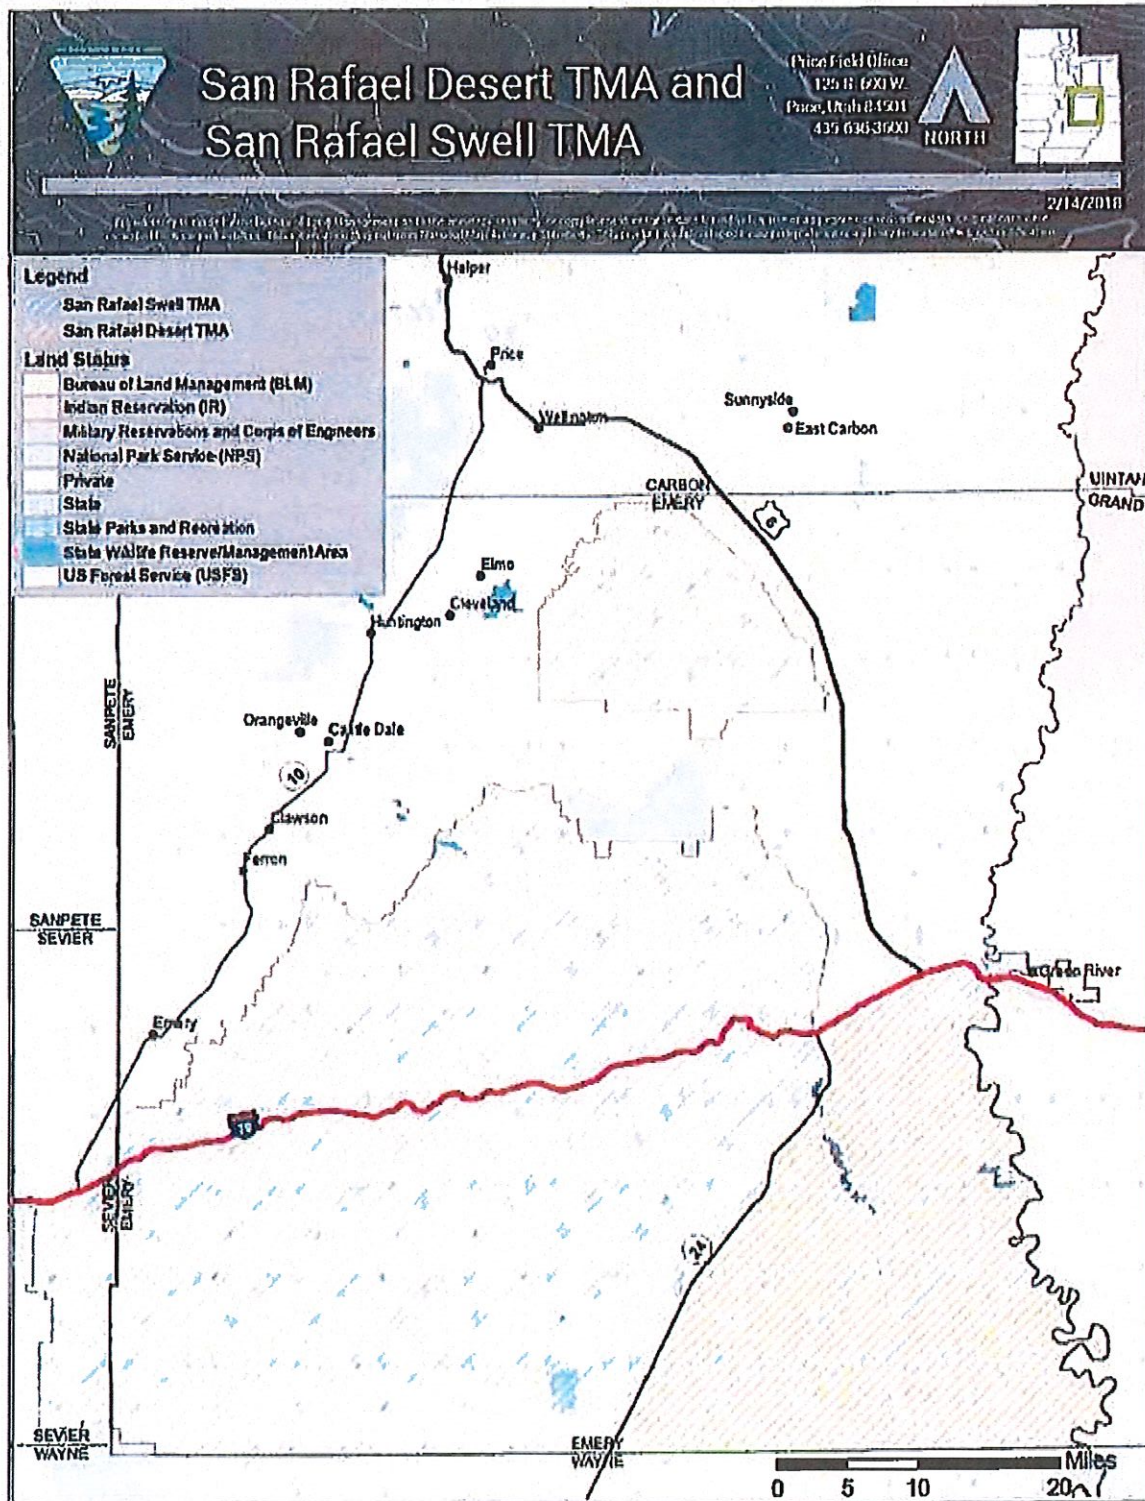 San Rafael Desert TMA and
San Rafael Swell TMA
Price Field Office
Price, Utah 84501
NORTH
2/14/2018
Legend
San Rafael Swell TMA
San Rafael Desert TMA
Land Status
Bureau of Land Management (BLM)
Indian Reservation (IR)
Military Reservations and Corps of Engineers
National Park Service (NPS)
Private
State
State Parks and Recreation
State Wildlife Reserve/Management Area
US Forest Service (USFS)
Helper
Price
Wellington
Sunnyside
East Carbon
CARBON
EMERY
6
UINTAH
GRAND
Elmo
Cleveland
Huntington
SANPETE
EMERY
Orangeville
Castle Dale
10
Clawson
Ferron
SANPETE
SEVIER
Green River
Emery
70
SEVIER
EMERY
24
SEVIER
WAYNE
EMERY
WAYNE
Miles
0 5 10 20